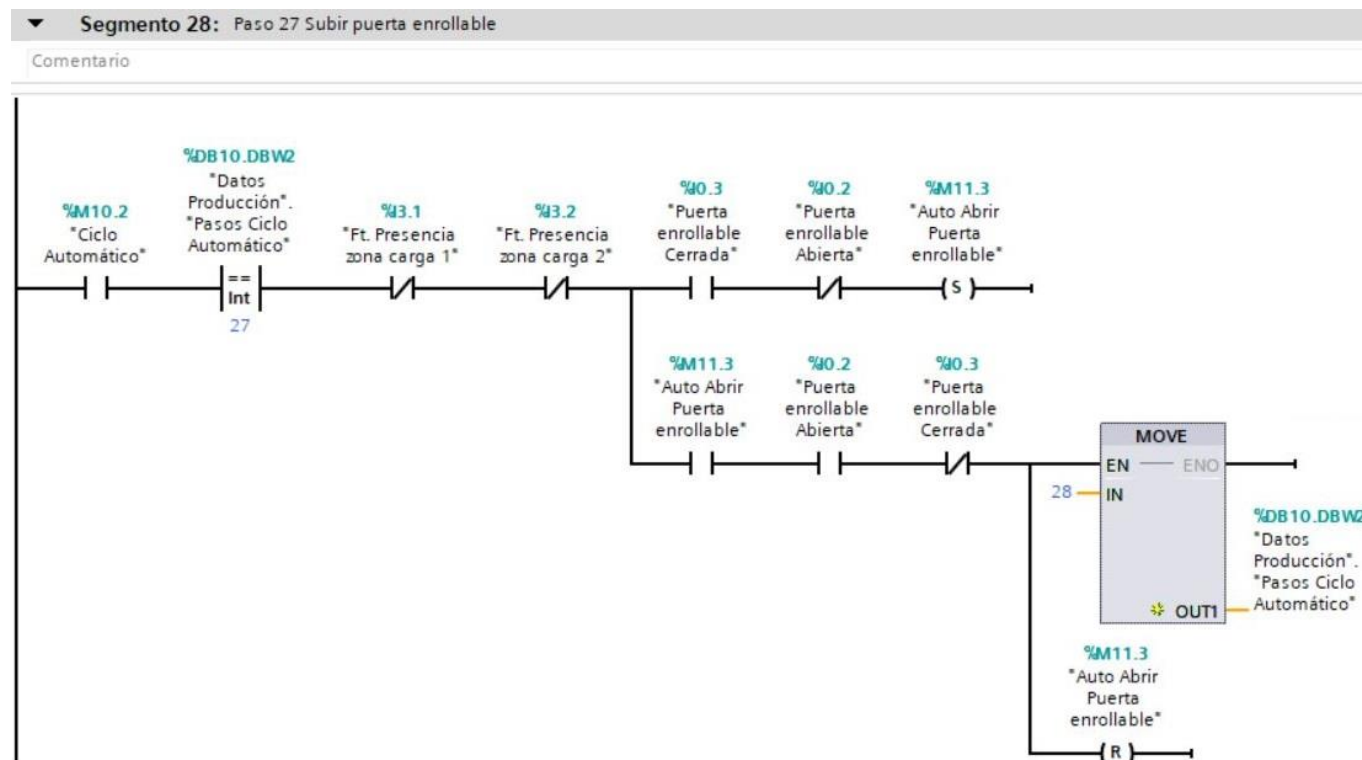 Segmento 28: Paso 27 Subir puerta enrollable
Comentario
%M10.2
"Ciclo
Automático"
%DB10.DBW2
"Datos
Producción".
"Pasos Ciclo
Automático"
==
Int
27
%I3.1
"Ft. Presencia
zona carga 1"
%I3.2
"Ft. Presencia
zona carga 2"
%I0.3
"Puerta
enrollable
Cerrada"
%I0.2
"Puerta
enrollable
Abierta"
%M11.3
"Auto Abrir
Puerta
enrollable"
S
%M11.3
"Auto Abrir
Puerta
enrollable"
%I0.2
"Puerta
enrollable
Abierta"
%I0.3
"Puerta
enrollable
Cerrada"
MOVE
EN ENO
28 IN
OUT1
%DB10.DBW2
"Datos
Producción".
"Pasos Ciclo
Automático"
%M11.3
"Auto Abrir
Puerta
enrollable"
R